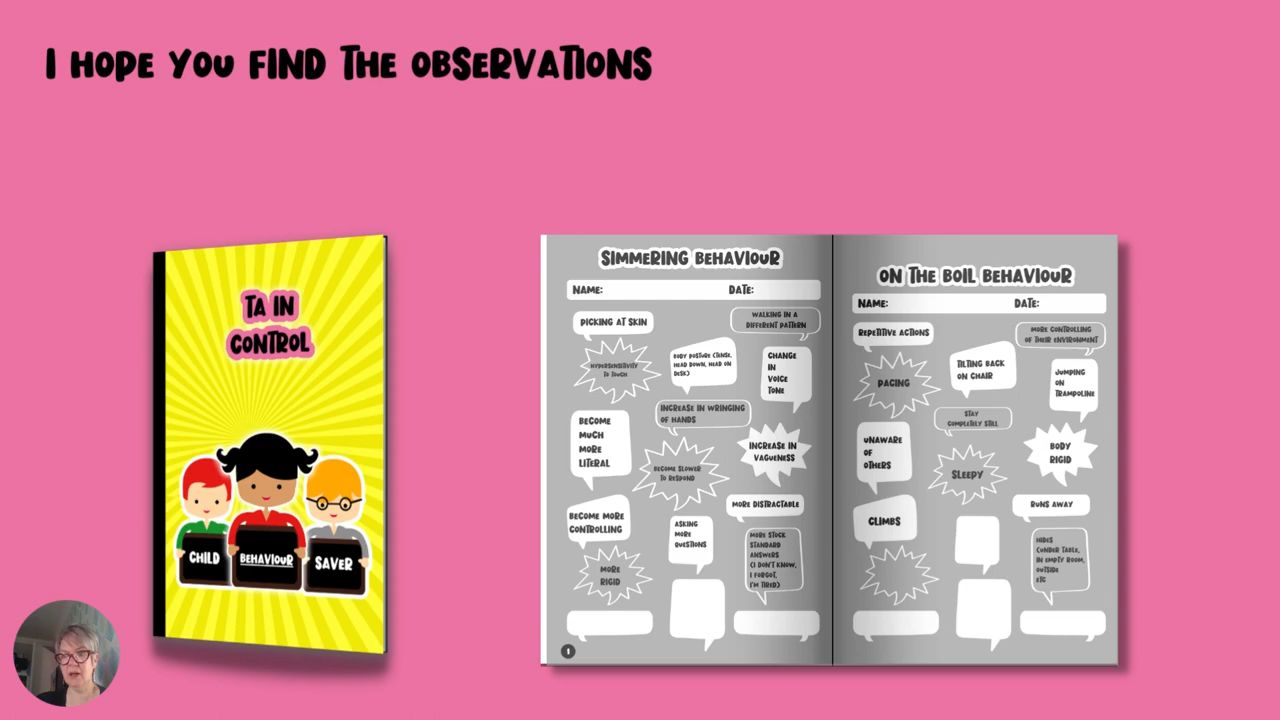 I HOPE YOU FIND THE OBSERVATIONS
TA IN
CONTROL
CHILD
BEHAVIOUR
SAVER
SIMMERING BEHAVIOUR
NAME:
DATE:
PICKING AT SKIN
WALKING IN A
DIFFERENT PATTERN
HYPERSENSITIVITY
TO TOUCH
BODY POSTURE (TENSE,
HEAD DOWN, HEAD ON
DESK)
CHANGE
IN
VOICE
TONE
INCREASE IN WRINGING
OF HANDS
BECOME
MUCH
MORE
LITERAL
INCREASE IN
VAGUENESS
BECOME SLOWER
TO RESPOND
MORE DISTRACTABLE
BECOME MORE
CONTROLLING
ASKING
MORE
QUESTIONS
MORE STOCK
STANDARD
ANSWERS
(I DON'T KNOW,
I FORGOT,
I'M TIRED)
MORE
RIGID
1
ON THE BOIL BEHAVIOUR
NAME:
DATE:
REPETITIVE ACTIONS
MORE CONTROLLING
OF THEIR ENVIRONMENT
PACING
TILTING BACK
ON CHAIR
JUMPING
ON
TRAMPOLINE
STAY
COMPLETELY STILL
UNAWARE
OF
OTHERS
BODY
RIGID
SLEEPY
RUNS AWAY
CLIMBS
HIDES
(UNDER TABLE,
IN EMPTY ROOM,
OUTSIDE
ETC